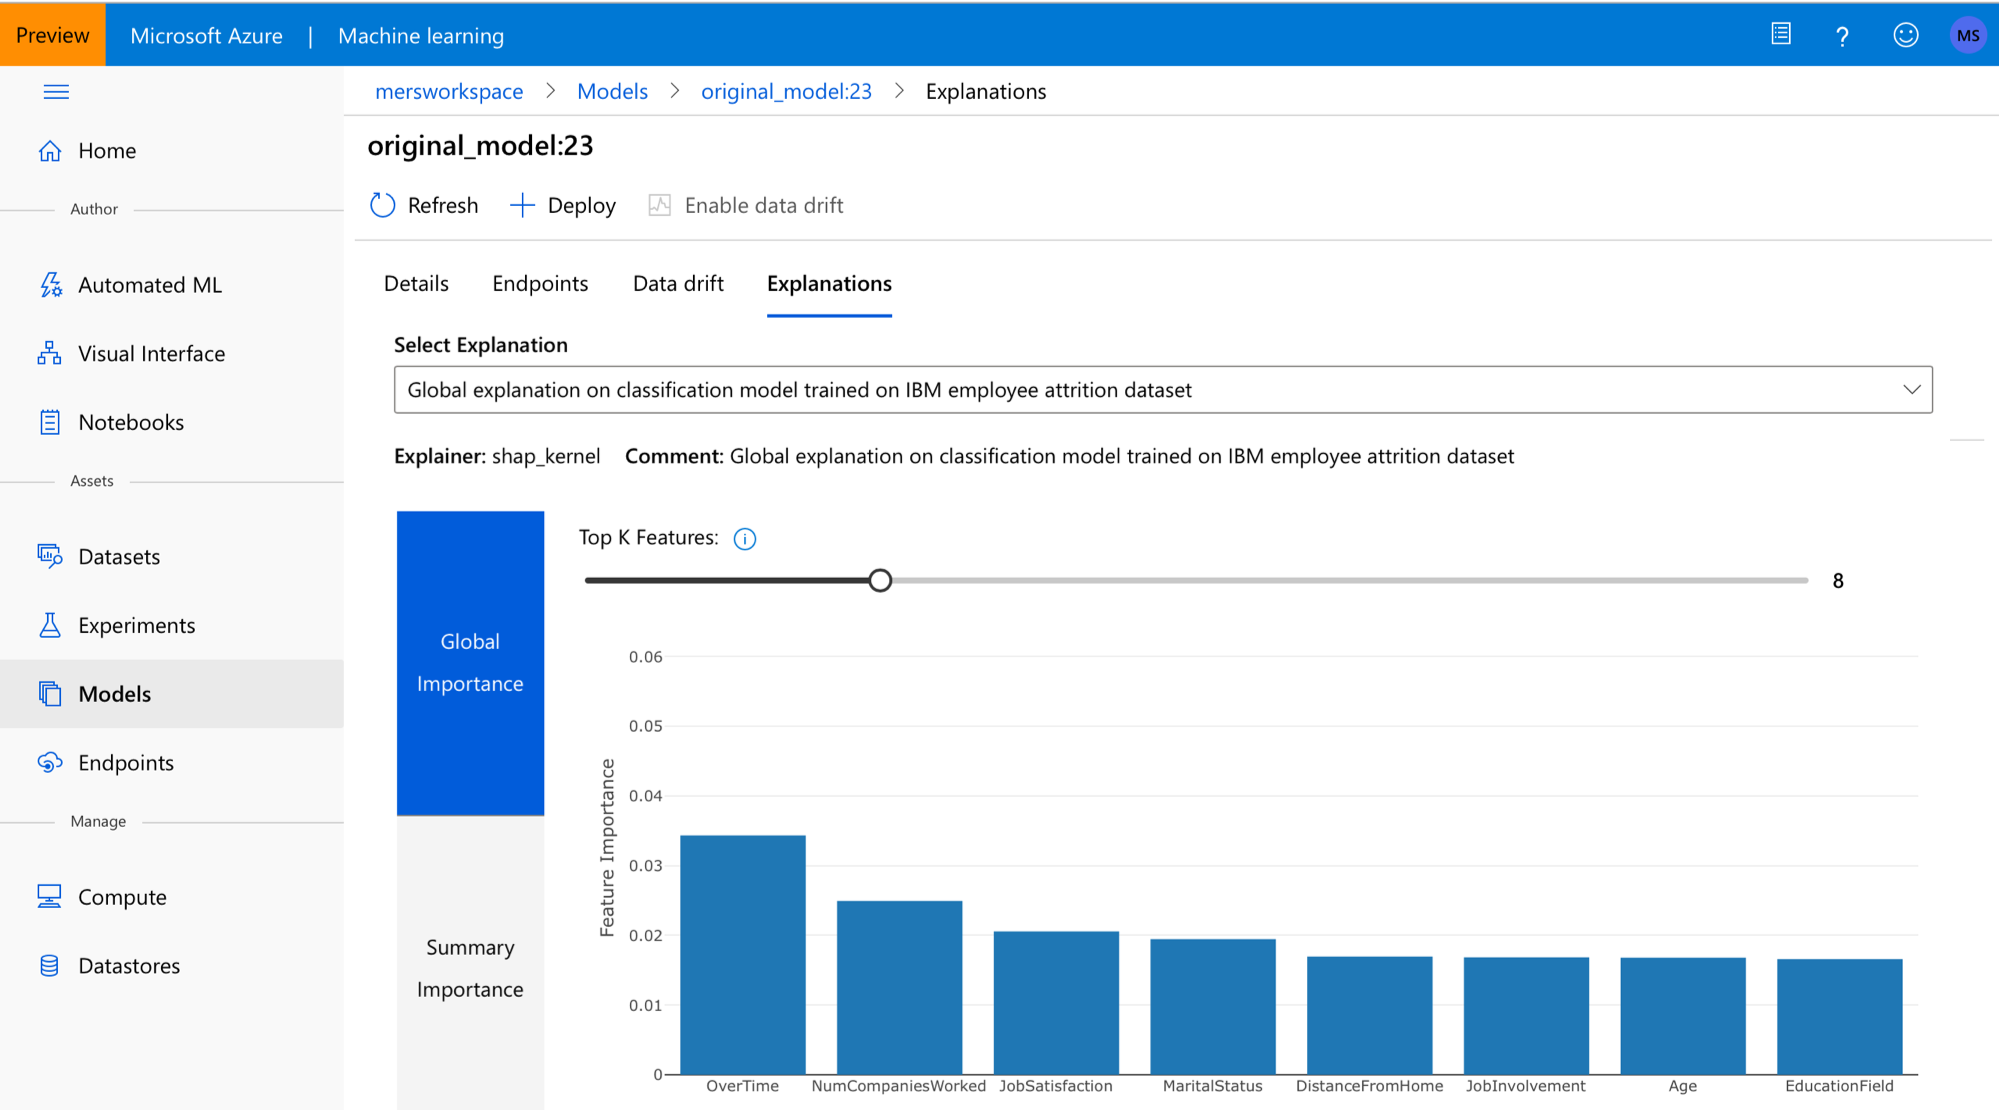 Preview
Microsoft Azure | Machine learning
? MS
mersworkspace > Models > original_model:23 > Explanations
original_model:23
Refresh Deploy Enable data drift
Details Endpoints Data drift Explanations
Home
Author
Automated ML
Visual Interface
Notebooks
Assets
Datasets
Experiments
Models
Endpoints
Manage
Compute
Datastores
Select Explanation
Global explanation on classification model trained on IBM employee attrition dataset
Explainer: shap_kernel Comment: Global explanation on classification model trained on IBM employee attrition dataset
Global
Importance
Summary
Importance
Top K Features: i
8
Feature Importance
0.06
0.05
0.04
0.03
0.02
0.01
0
OverTime NumCompaniesWorked JobSatisfaction MaritalStatus DistanceFromHome JobInvolvement Age EducationField